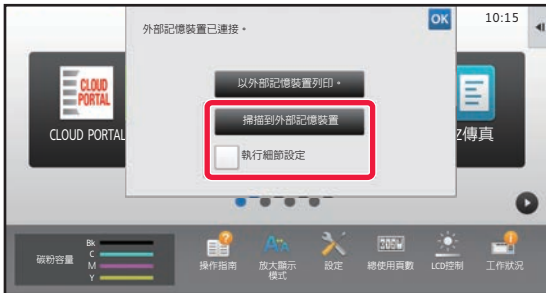 外部記憶裝置已連接。
OK
10:15
以外部記憶裝置列印。
CLOUD
PORTAL
掃描到外部記憶裝置
CLOUD PORTAL
Z傳真
執行細節設定
碳粉容量
Bk
C
M
Y
操作指南
放大顯示
模式
設定
總使用頁數
LCD控制
工作狀況